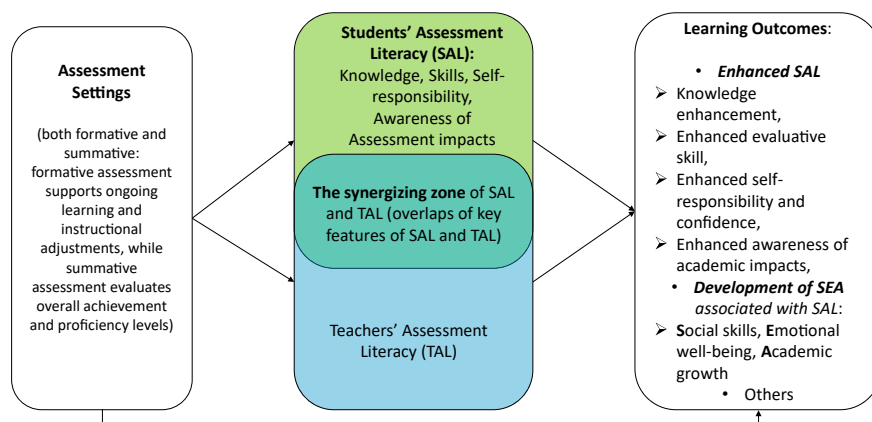 Assessment
Settings
(both formative and
summative:
formative assessment
supports ongoing
learning and
instructional
adjustments, while
summative
assessment evaluates
overall achievement
and proficiency levels)
Students’ Assessment
Literacy (SAL):
Knowledge, Skills, Self-
responsibility,
Awareness of
Assessment impacts
The synergizing zone of SAL
and TAL (overlaps of key
features of SAL and TAL)
Teachers’ Assessment
Literacy (TAL)
Learning Outcomes:
• Enhanced SAL
➢ Knowledge
enhancement,
➢ Enhanced evaluative
skill,
➢ Enhanced self-
responsibility and
confidence,
➢ Enhanced awareness of
academic impacts,
• Development of SEA
associated with SAL:
➢ Social skills, Emotional
well-being, Academic
growth
• Others